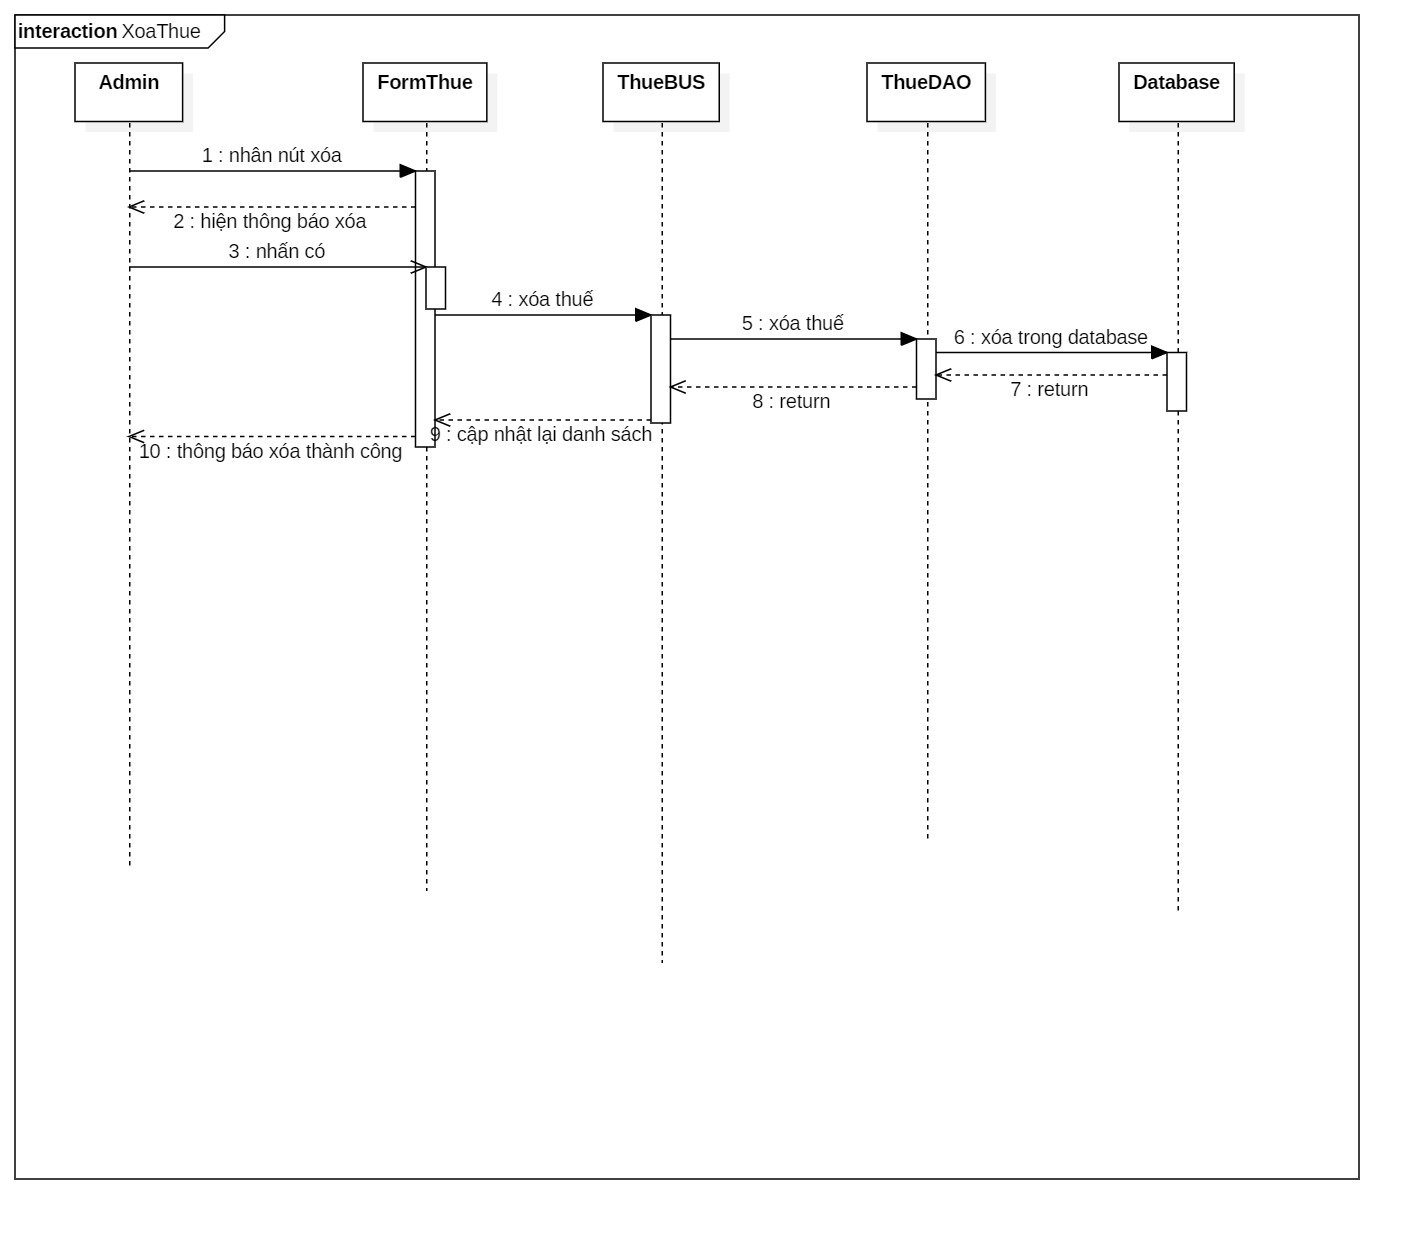 interaction XoaThue
Admin
FormThue
ThueBUS
ThueDAO
Database
1 : nhân nút xóa
2 : hiện thông báo xóa
3 : nhấn có
4 : xóa thuế
5 : xóa thuế
6 : xóa trong database
7 : return
8 : return
9 : cập nhật lại danh sách
10 : thông báo xóa thành công